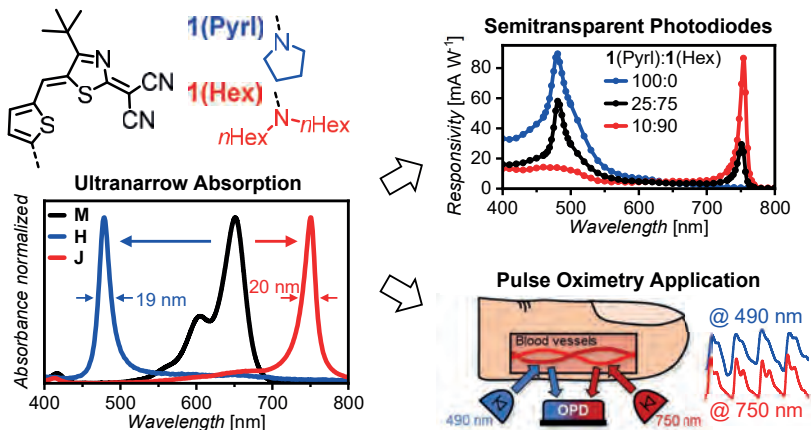 1(Pyrl)
N
1(Hex)
N
nHex
nHex
N
S
CN
CN
S
Ultranarrow Absorption
Absorbance normalized
M
H
J
19 nm
20 nm
400 500 600 700 800
Wavelength [nm]
Semitransparent Photodiodes
Responsivity [mA W⁻¹]
80
60
40
20
0
1(Pyrl):1(Hex)
100:0
25:75
10:90
400 500 600 700 800
Wavelength [nm]
Pulse Oximetry Application
Blood vessels
490 nm
OPD
750 nm
@ 490 nm
@ 750 nm